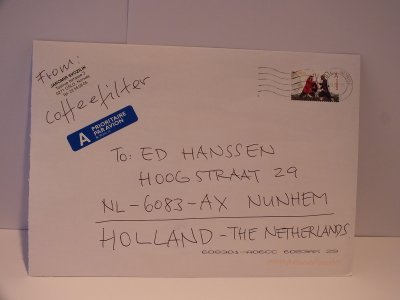 From:
coffeefilter
A PRIORITAIRE
PAR AVION
To: ED HANSSEN
HOOGSTRAAT 29
NL-6083-AX NUNHEM
HOLLAND - THE NETHERLANDS